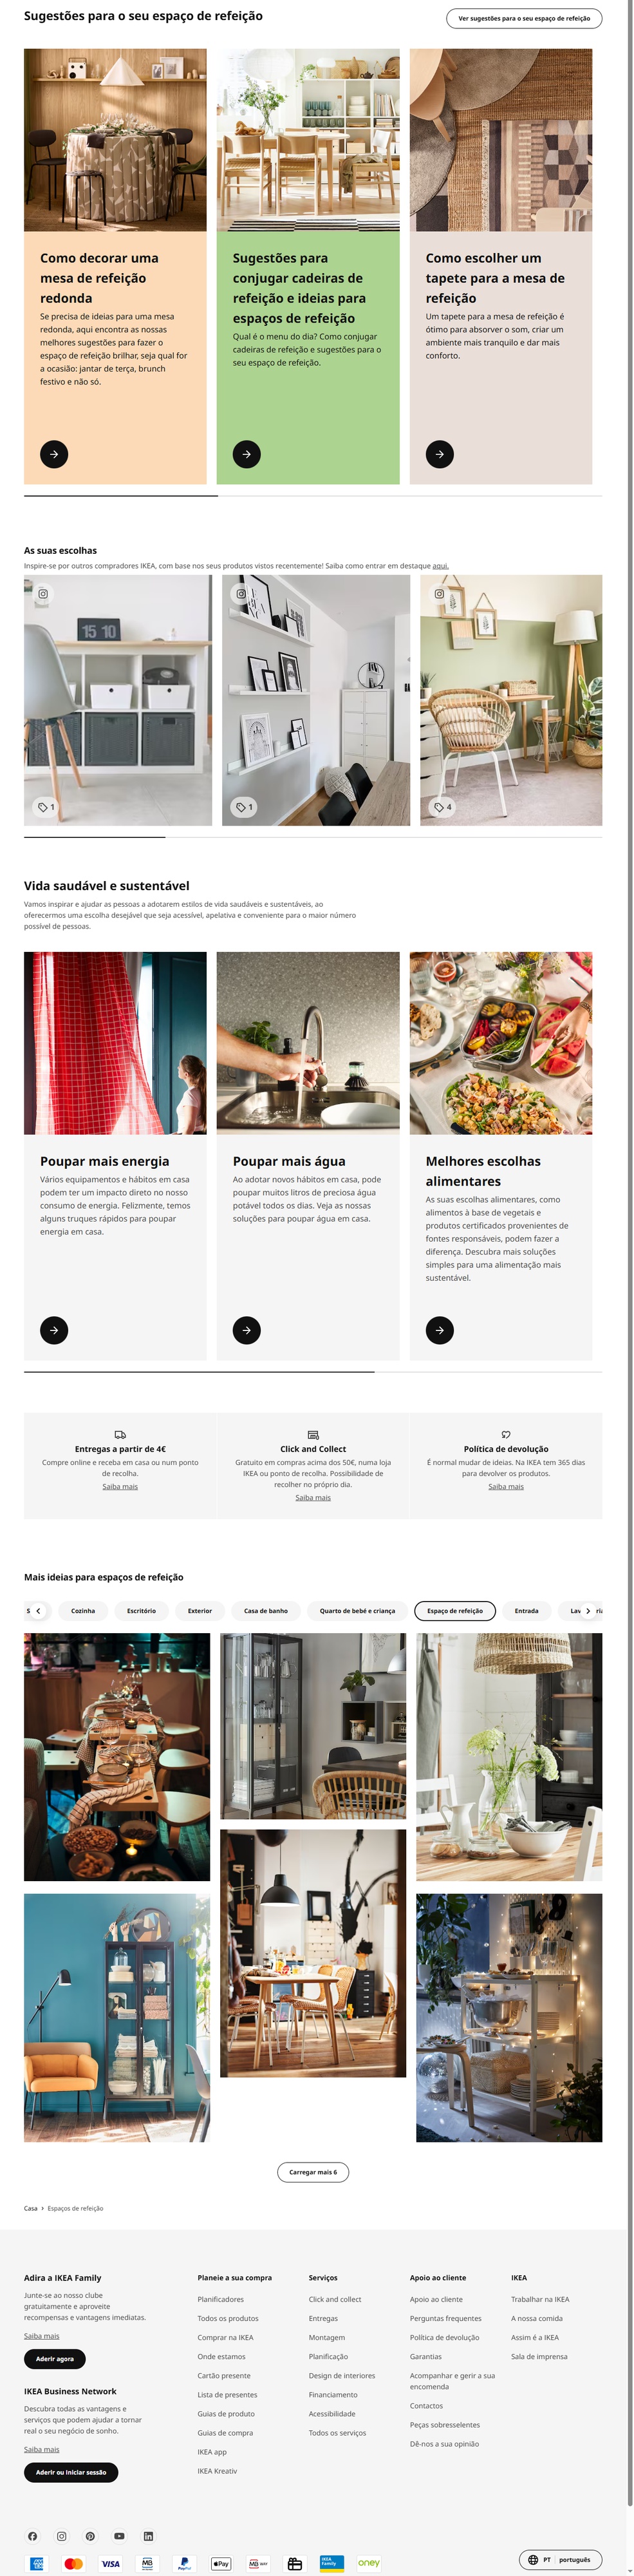 Sugestões para o seu espaço de refeição
Ver sugestões para o seu espaço de refeição
Como decorar uma
mesa de refeição
redonda
Se precisa de ideias para uma mesa
redonda, aqui encontra as nossas
melhores sugestões para fazer o
espaço de refeição brilhar, seja qual for
a ocasião: jantar de terça, brunch
festivo e não só.
Sugestões para
conjugar cadeiras de
refeição e ideias para
espaços de refeição
Qual é o menu do dia? Como conjugar
cadeiras de refeição e sugestões para o
seu espaço de refeição.
Como escolher um
tapete para a mesa de
refeição
Um tapete para a mesa de refeição é
ótimo para absorver o som, criar um
ambiente mais tranquilo e dar mais
conforto.
As suas escolhas
Inspire-se por outros compradores IKEA, com base nos seus produtos vistos recentemente! Saiba como entrar em destaque aqui.
15 10
1
1
4
Vida saudável e sustentável
Vamos inspirar e ajudar as pessoas a adotarem estilos de vida saudáveis e sustentáveis, ao
oferecermos uma escolha desejável que seja acessível, apelativa e conveniente para o maior número
possível de pessoas.
Poupar mais energia
Vários equipamentos e hábitos em casa
podem ter um impacto direto no nosso
consumo de energia. Felizmente, temos
alguns truques rápidos para poupar
energia em casa.
Poupar mais água
Ao adotar novos hábitos em casa, pode
poupar muitos litros de preciosa água
potável todos os dias. Veja as nossas
soluções para poupar água em casa.
Melhores escolhas
alimentares
As suas escolhas alimentares, como
alimentos à base de vegetais e
produtos certificados provenientes de
fontes responsáveis, podem fazer a
diferença. Descubra mais soluções
simples para uma alimentação mais
sustentável.
Entregas a partir de 4€
Compre online e receba em casa ou num ponto
de recolha.
Saiba mais
Click and Collect
Gratuito em compras acima dos 50€, numa loja
IKEA ou ponto de recolha. Possibilidade de
recolher no próprio dia.
Saiba mais
Política de devolução
É normal mudar de ideias. Na IKEA tem 365 dias
para devolver os produtos.
Saiba mais
Mais ideias para espaços de refeição
Cozinha
Escritório
Exterior
Casa de banho
Quarto de bebé e criança
Espaço de refeição
Entrada
Carregar mais 6
Casa › Espaços de refeição
Adira a IKEA Family
Junte-se ao nosso clube
gratuitamente e aproveite
recompensas e vantagens imediatas.
Saiba mais
Aderir agora
IKEA Business Network
Descubra todas as vantagens e
serviços que podem ajudar a tornar
real o seu negócio de sonho.
Saiba mais
Aderir ou Iniciar sessão
Planeie a sua compra
Planificadores
Todos os produtos
Comprar na IKEA
Onde estamos
Cartão presente
Lista de presentes
Guias de produto
Guias de compra
IKEA app
IKEA Kreativ
Serviços
Click and collect
Entregas
Montagem
Planificação
Design de interiores
Financiamento
Acessibilidade
Todos os serviços
Apoio ao cliente
Apoio ao cliente
Perguntas frequentes
Política de devolução
Garantias
Acompanhar e gerir a sua
encomenda
Contactos
Peças sobresselentes
Dê-nos a sua opinião
IKEA
Trabalhar na IKEA
A nossa comida
Assim é a IKEA
Sala de imprensa
VISA
MB
PayPal
Pay
MB WAY
IKEA
Family
oney
PT | português